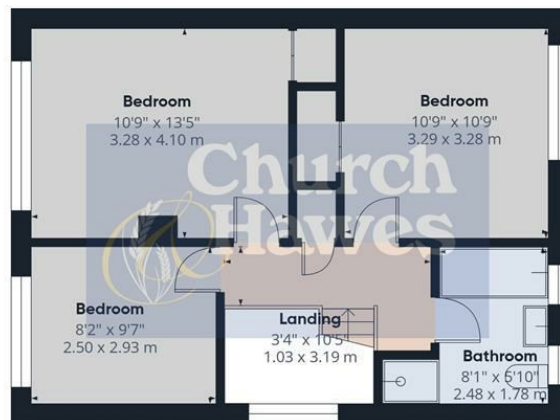 Bedroom
10'9" x 13'5"
3.28 x 4.10 m
Bedroom
10'9" x 10'9"
3.29 x 3.28 m
Church
& Hawes
Bedroom
8'2" x 9'7"
2.50 x 2.93 m
Landing
3'4" x 10'5"
1.03 x 3.19 m
Bathroom
8'1" x 5'10"
2.48 x 1.78 m